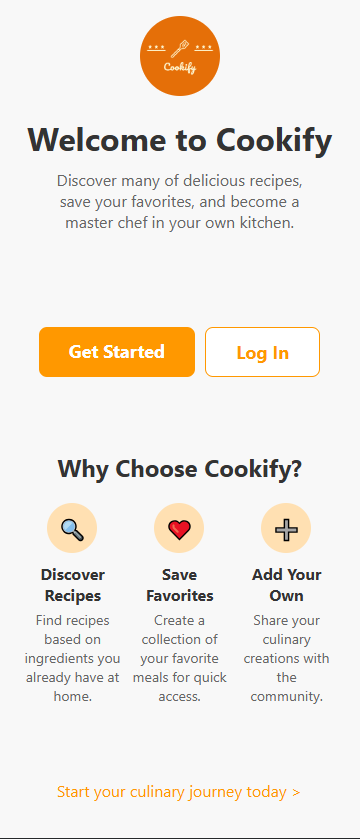 Cookify
Welcome to Cookify
Discover many of delicious recipes,
save your favorites, and become a
master chef in your own kitchen.
Get Started
Log In
Why Choose Cookify?
Discover
Recipes
Find recipes
based on
ingredients you
already have at
home.
Save
Favorites
Create a
collection of
your favorite
meals for quick
access.
Add Your
Own
Share your
culinary
creations with
the
community.
Start your culinary journey today >